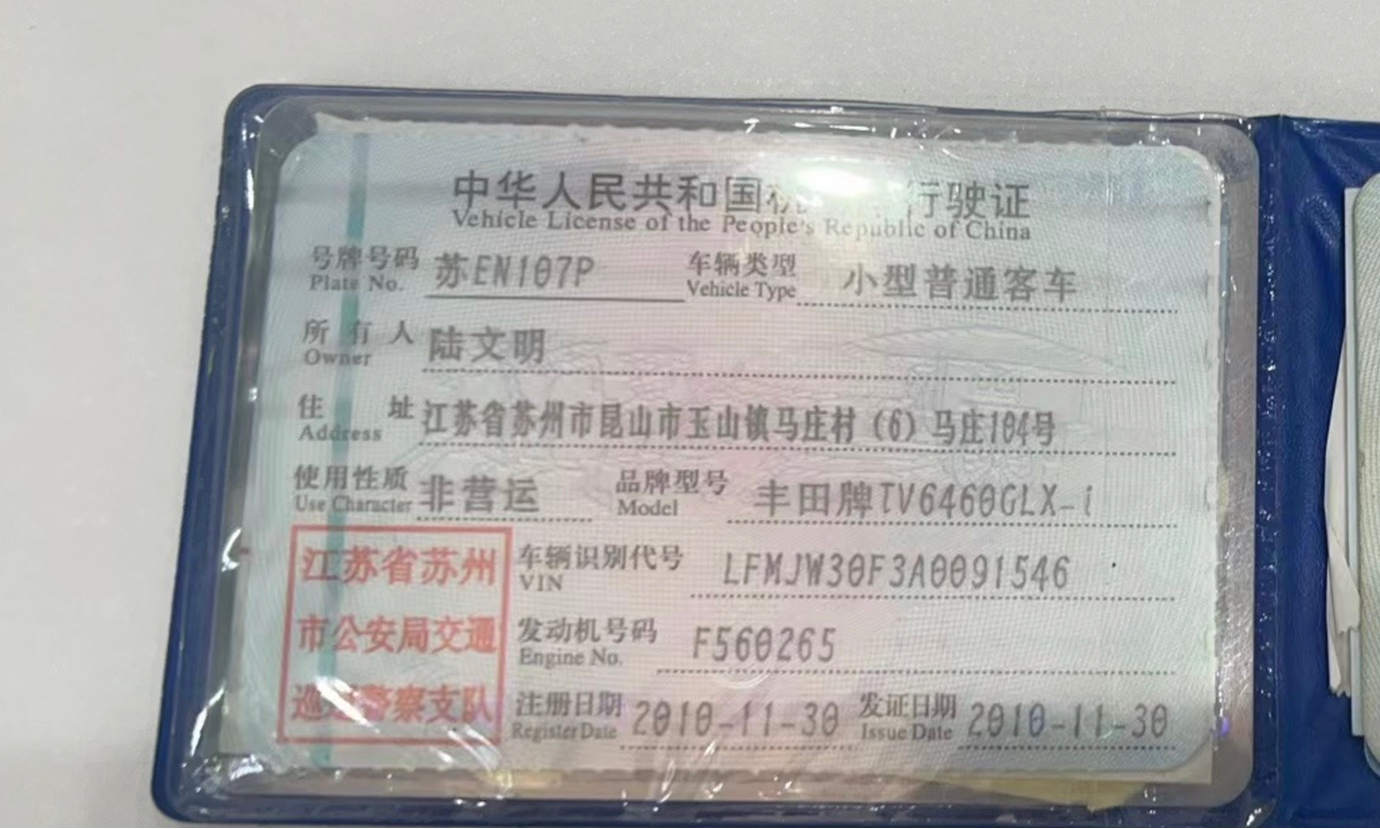 中华人民共和国机 行驶证
Vehicle License of the People's Republic of China
号牌号码 苏EN107P 车辆类型 小型普通客车
Plate No. Vehicle Type
所有人 陆文明
Owner
住址 江苏省苏州市昆山市玉山镇马庄村（6）马庄104号
Address
使用性质 非营运 品牌型号 丰田牌TV6460GLX-i
Use Character Model
江苏省苏州
市公安局交通
巡逻警察支队
车辆识别代号 LFMJW30F3A0091546
VIN
发动机号码 F560265
Engine No.
注册日期 2010-11-30 发证日期 2010-11-30
Register Date Issue Date